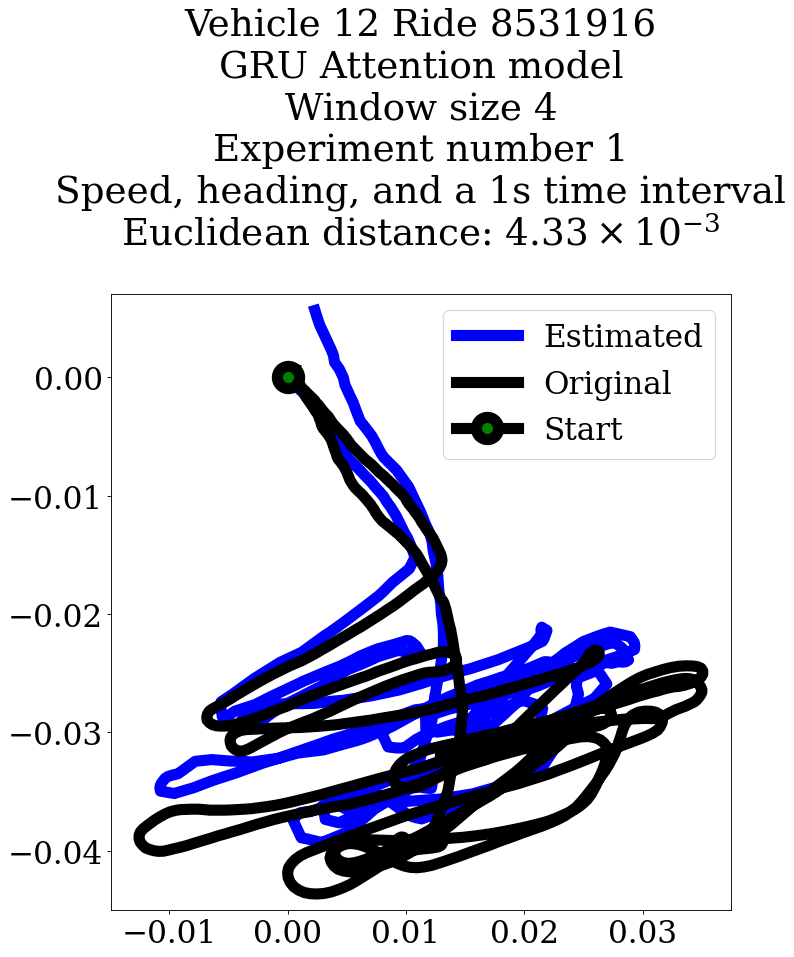 Vehicle 12 Ride 8531916
GRU Attention model
Window size 4
Experiment number 1
Speed, heading, and a 1s time interval
Euclidean distance: 4.33 × 10⁻³
Estimated
Original
Start
0.00
−0.01
−0.02
−0.03
−0.04
−0.01 0.00 0.01 0.02 0.03